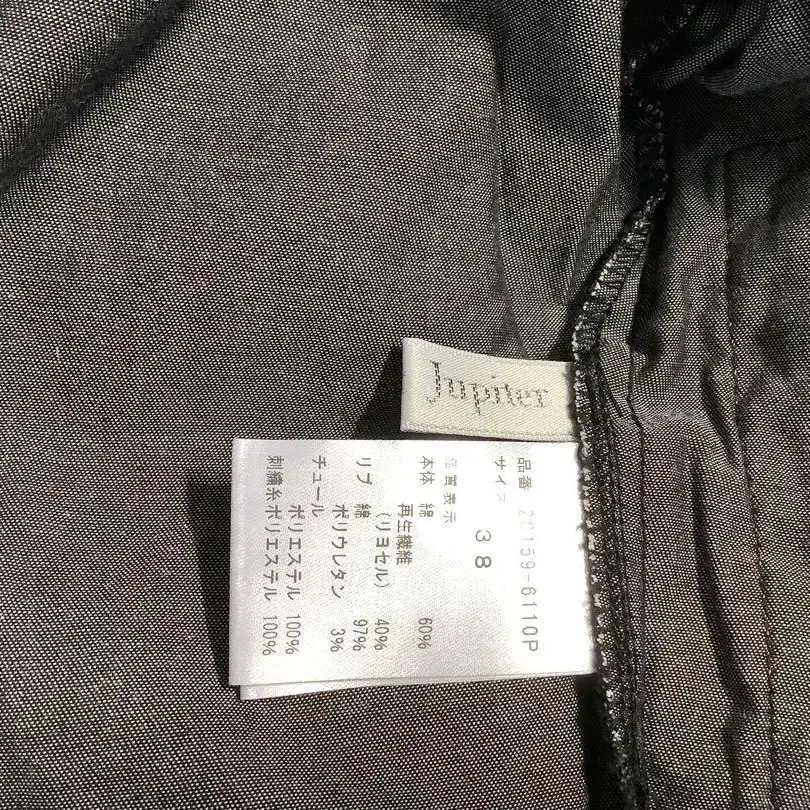 Jupiter
品番 20159-6110P
サイズ 38
品質表示
本体 綿 60%
再生繊維
(リヨセル) 40%
リブ 綿 97%
ポリウレタン 3%
チュール
ポリエステル 100%
刺繍糸 ポリエステル 100%